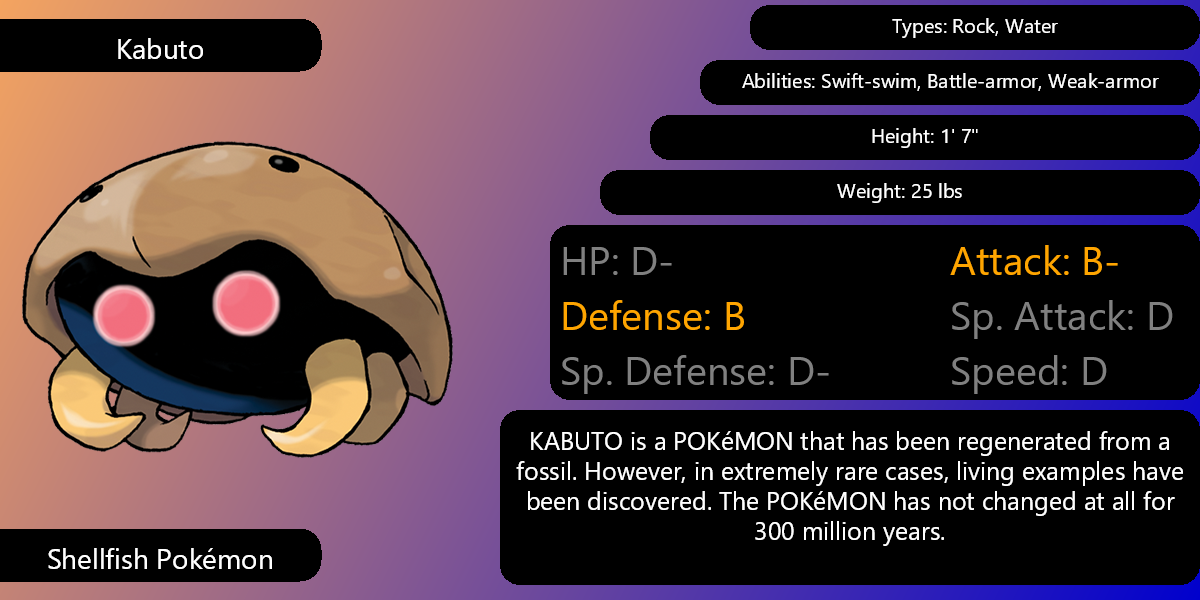 Kabuto
Types: Rock, Water
Abilities: Swift-swim, Battle-armor, Weak-armor
Height: 1' 7"
Weight: 25 lbs
HP: D-
Attack: B-
Defense: B
Sp. Attack: D
Sp. Defense: D-
Speed: D
KABUTO is a POKéMON that has been regenerated from a
fossil. However, in extremely rare cases, living examples have
been discovered. The POKéMON has not changed at all for
300 million years.
Shellfish Pokémon